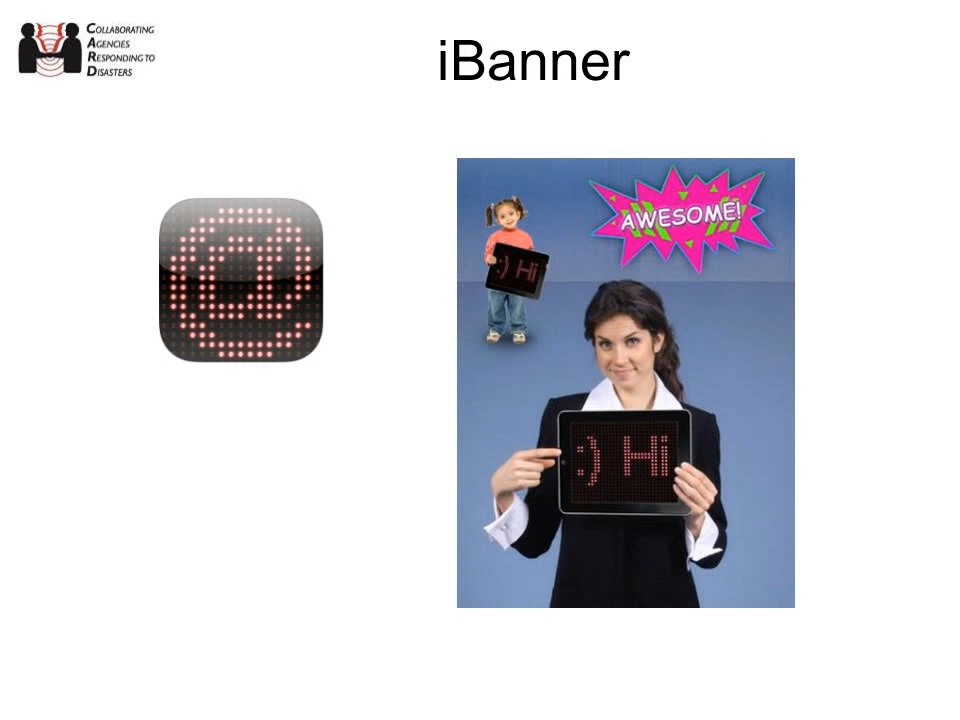 COLLABORATING
AGENCIES
RESPONDING TO
DISASTERS
iBanner
@
AWESOME!
:) Hi
:) Hi